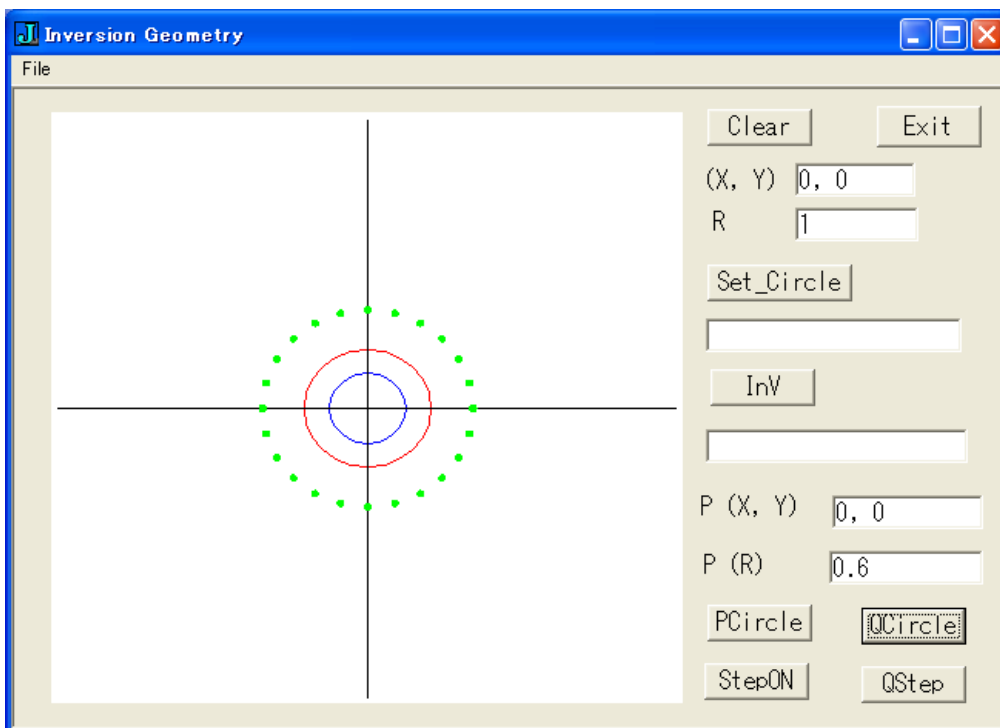 Inversion Geometry
File
Clear Exit
(X, Y) 0, 0
R 1
Set_Circle
InV
P (X, Y) 0, 0
P (R) 0.6
PCircle QCircle
StepON QStep